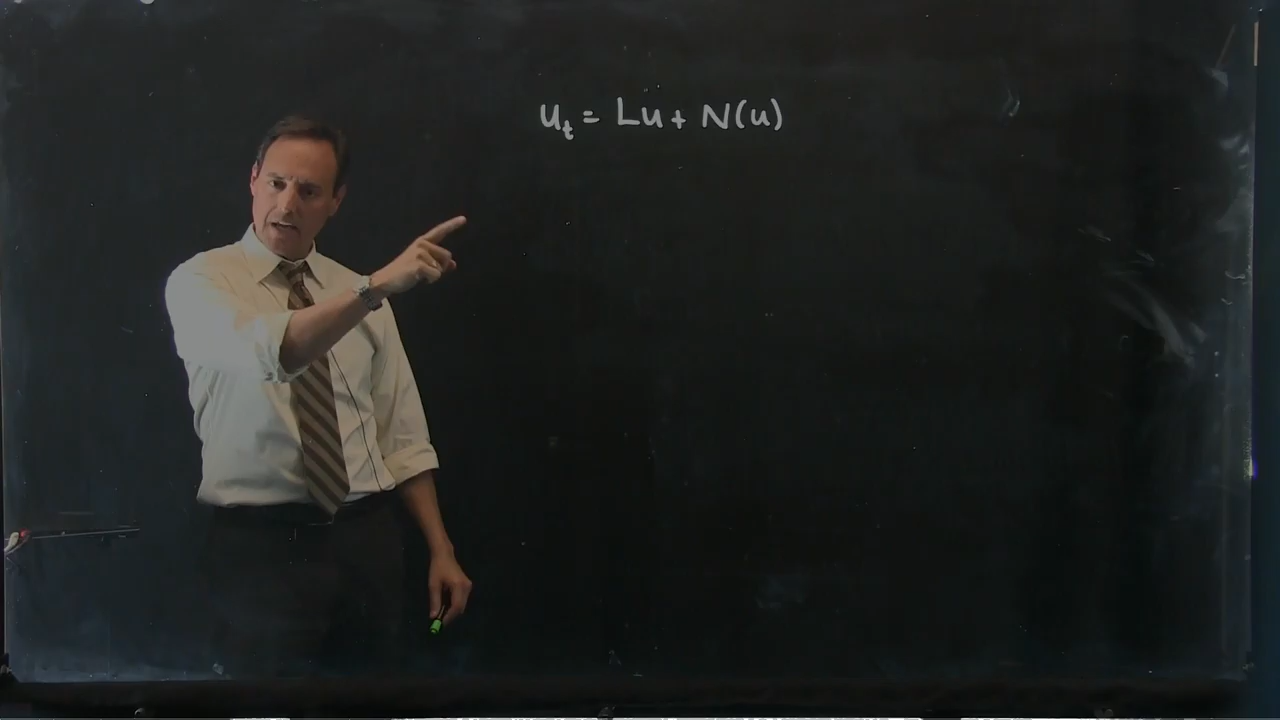 u_t = Lu + N(u)